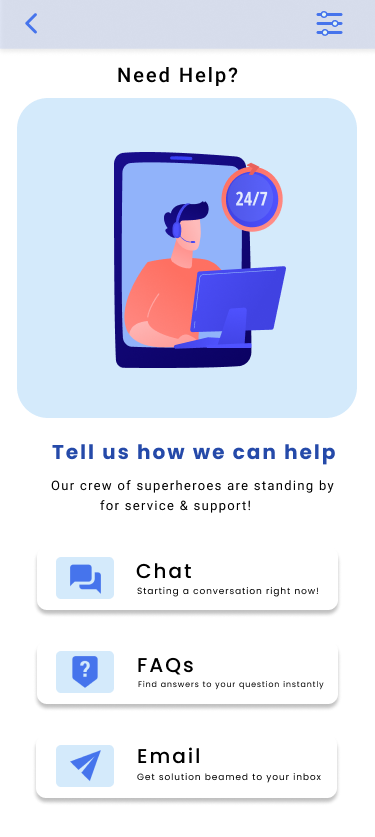 Need Help?
24/7
Tell us how we can help
Our crew of superheroes are standing by
for service & support!
Chat
Starting a conversation right now!
?
FAQs
Find answers to your question instantly
Email
Get solution beamed to your inbox